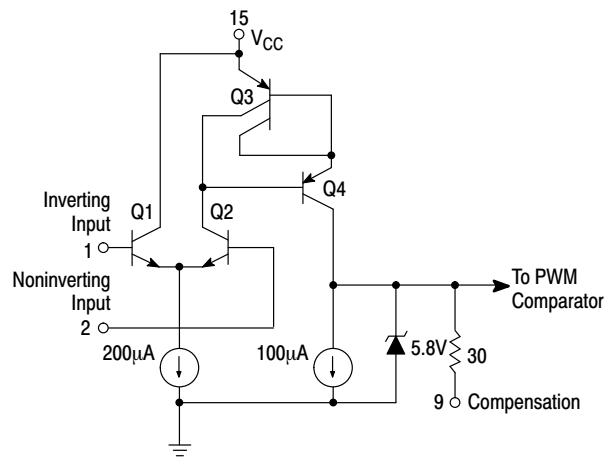 15
VCC
Q3
Q4
Inverting
Input
1
Q1
Q2
Noninverting
Input
2
To PWM
Comparator
200µA
100µA
5.8V
30
9
Compensation